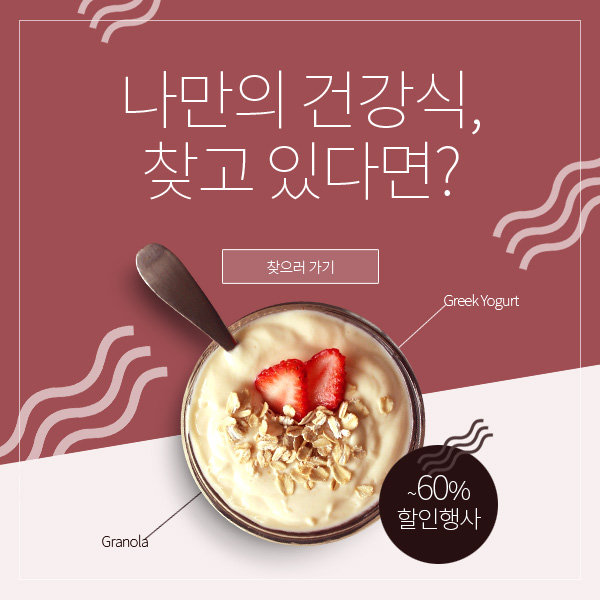 나만의 건강식,
찾고 있다면?
찾으러 가기
Greek Yogurt
~60%
할인행사
Granola